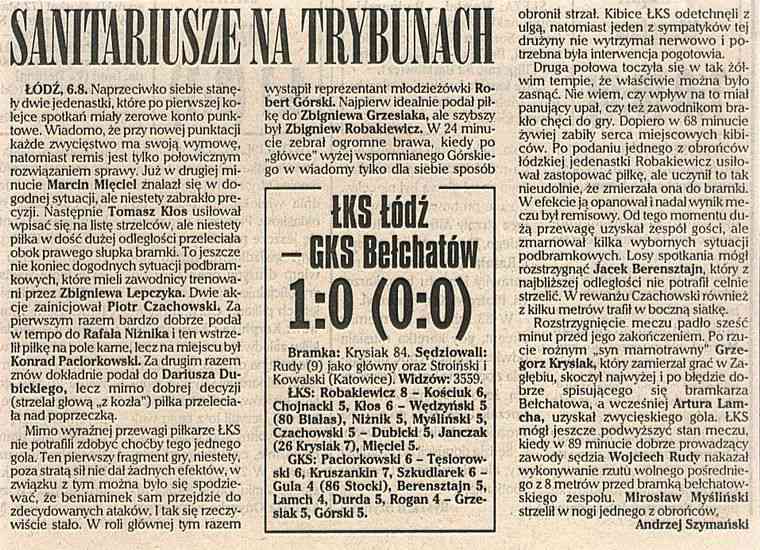 SANITARIUSZE NA TRYBUNACH
ŁÓDŹ, 6.8. Naprzeciwko siebie stanę-
ły dwie jedenastki, które po pierwszej ko-
lejce spotkań miały zerowe konto punk-
towe. Wiadomo, że przy nowej punktacji
każde zwycięstwo ma swoją wymowę,
natomiast remis jest tylko połowicznym
rozwiązaniem sprawy. Już w drugiej mi-
nucie Marcin Mięciel znalazł się w do-
godnej sytuacji, ale niestety zabrakło pre-
cyzji. Następnie Tomasz Kłos usiłował
wpisać się na listę strzelców, ale niestety
piłka w dość dużej odległości przeleciała
obok prawego słupka bramki. To jeszcze
nie koniec dogodnych sytuacji podbram-
kowych, które mieli zawodnicy trenowa-
ni przez Zbigniewa Lepczyka. Dwie ak-
cje zainicjował Piotr Czachowski. Za
pierwszym razem bardzo dobrze podał
w tempo do Rafała Niżnika i ten wstrze-
lił piłkę na pole karne, lecz na miejscu był
Konrad Paciorkowski. Za drugim razem
znów dokładnie podał do Dariusza Du-
bickiego, lecz mimo dobrej decyzji
(strzelał głową „z kozła”) piłka przelecia-
ła nad poprzeczką.
Mimo wyraźnej przewagi piłkarze ŁKS
nie potrafili zdobyć choćby tego jednego
gola. Ten pierwszy fragment gry, niestety,
poza stratą sił nie dał żadnych efektów, w
związku z tym można było się spodzie-
wać, że beniaminek sam przejdzie do
zdecydowanych ataków. I tak się rzeczy-
wiście stało. W roli głównej tym razem
wystąpił reprezentant młodzieżówki Ro-
bert Górski. Najpierw idealnie podał pił-
kę do Zbigniewa Grzesiaka, ale szybszy
był Zbigniew Robakiewicz. W 24 minu-
cie zebrał ogromne brawa, kiedy po
„główce” wyżej wspomnianego Górskie-
go w wiadomy tylko dla siebie sposób
ŁKS Łódź
– GKS Bełchatów
1:0 (0:0)
Bramka: Krysiak 84. Sędziowali:
Rudy (9) jako główny oraz Stroiński i
Kowalski (Katowice). Widzów: 3559.
ŁKS: Robakiewicz 8 – Kościuk 6,
Chojnacki 5, Kłos 6 – Wędzyński 5
(80 Białas), Niżnik 5, Myśliński 5,
Czachowski 5 – Dubicki 5, Janczak
(26 Krysiak 7), Mięciel 5.
GKS: Paciorkowski 6 – Tęsiorow-
ski 6, Kruszankin 7, Szkudlarek 6 –
Gula 4 (86 Stocki), Berensztajn 5,
Lamch 4, Durda 5, Rogan 4 – Grze-
siak 5, Górski 5.
obronił strzał. Kibice ŁKS odetchnęli z
ulgą, natomiast jeden z sympatyków tej
drużyny nie wytrzymał nerwowo i po-
trzebna była interwencja pogotowia.
Druga połowa toczyła się w tak żół-
wim tempie, że właściwie można było
zasnąć. Nie wiem, czy wpływ na to miał
panujący upał, czy też zawodnikom bra-
kło chęci do gry. Dopiero w 68 minucie
żywiej zabiły serca miejscowych kibi-
ców. Po podaniu jednego z obrońców
łódzkiej jedenastki Robakiewicz usiło-
wał zastopować piłkę, ale uczynił to tak
nieudolnie, że zmierzała ona do bramki.
W efekcie ją opanował i nadal wynik me-
czu był remisowy. Od tego momentu du-
żą przewagę uzyskał zespół gości, ale
zmarnował kilka wybornych sytuacji
podbramkowych. Losy spotkania mógł
rozstrzygnąć Jacek Berensztajn, który z
najbliższej odległości nie potrafił celnie
strzelić. W rewanżu Czachowski również
z kilku metrów trafił w boczną siatkę.
Rozstrzygnięcie meczu padło sześć
minut przed jego zakończeniem. Po rzu-
cie rożnym „syn marnotrawny” Grze-
gorz Krysiak, który zamierzał grać w Za-
głębiu, skoczył najwyżej i po błędzie do-
brze spisującego się bramkarza
Bełchatowa, a wcześniej Artura Lam-
cha, uzyskał zwycięskiego gola. ŁKS
mógł jeszcze podwyższyć stan meczu,
kiedy w 89 minucie dobrze prowadzący
zawody sędzia Wojciech Rudy nakazał
wykonywanie rzutu wolnego pośrednie-
go z 8 metrów przed bramką bełchatow-
skiego zespołu. Mirosław Myśliński
strzelił w nogi jednego z obrońców,
Andrzej Szymański